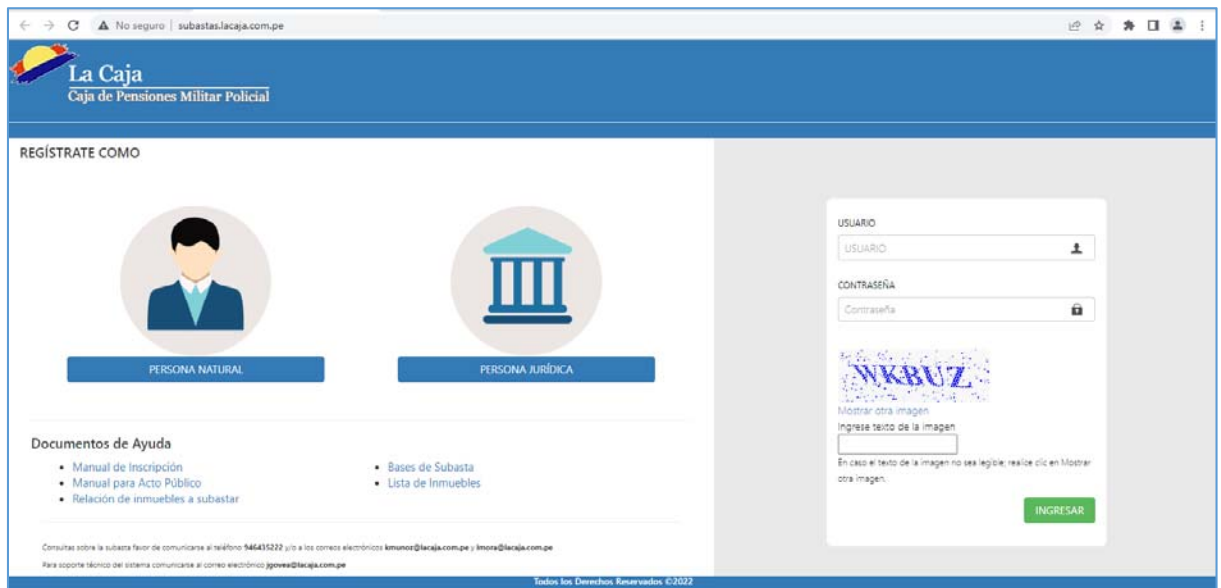 No seguro | subastas.lacaja.com.pe
La Caja
Caja de Pensiones Militar Policial
REGÍSTRATE COMO
PERSONA NATURAL
PERSONA JURÍDICA
Documentos de Ayuda
• Manual de Inscripción
• Manual para Acto Público
• Relación de inmuebles a subastar
• Bases de Subasta
• Lista de Inmuebles
Consultas sobre la subasta favor de comunicarse al teléfono 946435222 y/o a los correos electrónicos kmunoz@lacaja.com.pe y lmora@lacaja.com.pe
Para soporte técnico del sistema comunicarse al correo electrónico jgovea@lacaja.com.pe
USUARIO
USUARIO
CONTRASEÑA
Contraseña
WKBUZ
Mostrar otra imagen
Ingrese texto de la imagen
En caso el texto de la imagen no sea legible; realice clic en Mostrar
otra imagen.
INGRESAR
Todos los Derechos Reservados ©2022